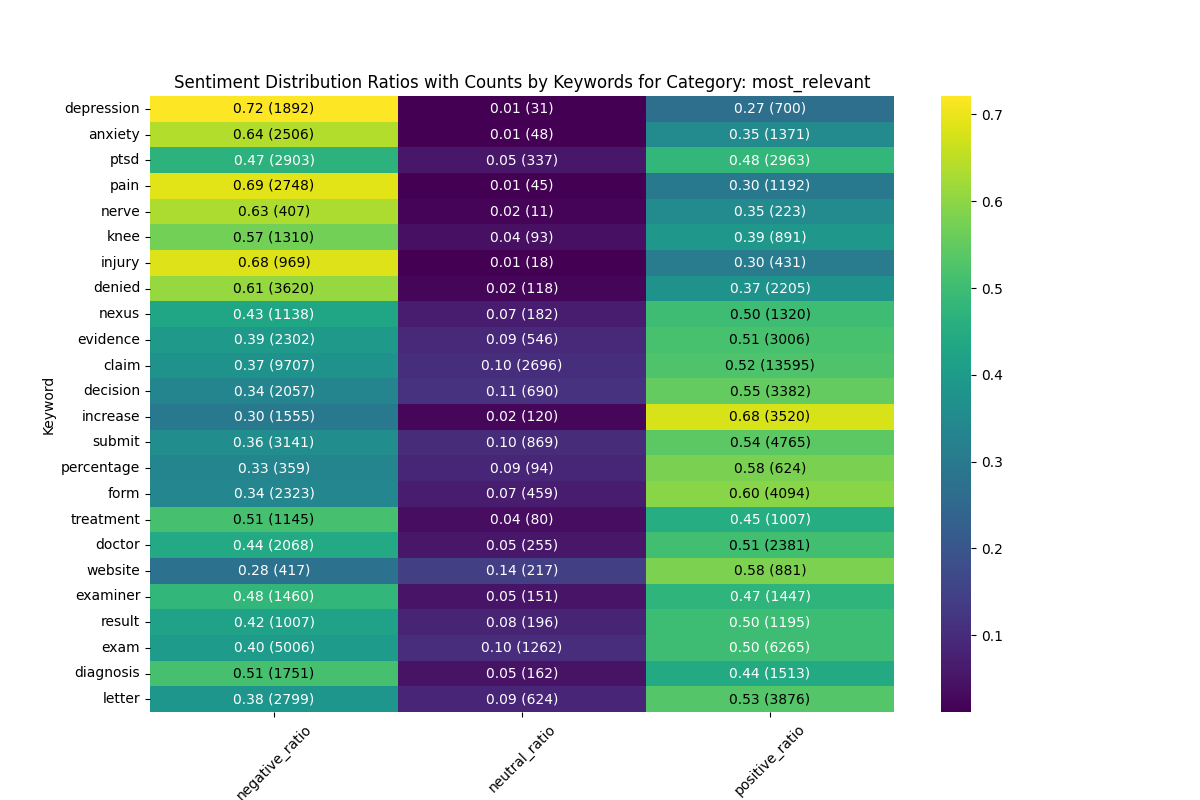 Sentiment Distribution Ratios with Counts by Keywords for Category: most_relevant
depression 0.72 (1892) 0.01 (31) 0.27 (700)
anxiety 0.64 (2506) 0.01 (48) 0.35 (1371)
ptsd 0.47 (2903) 0.05 (337) 0.48 (2963)
pain 0.69 (2748) 0.01 (45) 0.30 (1192)
nerve 0.63 (407) 0.02 (11) 0.35 (223)
knee 0.57 (1310) 0.04 (93) 0.39 (891)
injury 0.68 (969) 0.01 (18) 0.30 (431)
denied 0.61 (3620) 0.02 (118) 0.37 (2205)
nexus 0.43 (1138) 0.07 (182) 0.50 (1320)
evidence 0.39 (2302) 0.09 (546) 0.51 (3006)
claim 0.37 (9707) 0.10 (2696) 0.52 (13595)
decision 0.34 (2057) 0.11 (690) 0.55 (3382)
increase 0.30 (1555) 0.02 (120) 0.68 (3520)
submit 0.36 (3141) 0.10 (869) 0.54 (4765)
percentage 0.33 (359) 0.09 (94) 0.58 (624)
form 0.34 (2323) 0.07 (459) 0.60 (4094)
treatment 0.51 (1145) 0.04 (80) 0.45 (1007)
doctor 0.44 (2068) 0.05 (255) 0.51 (2381)
website 0.28 (417) 0.14 (217) 0.58 (881)
examiner 0.48 (1460) 0.05 (151) 0.47 (1447)
result 0.42 (1007) 0.08 (196) 0.50 (1195)
exam 0.40 (5006) 0.10 (1262) 0.50 (6265)
diagnosis 0.51 (1751) 0.05 (162) 0.44 (1513)
letter 0.38 (2799) 0.09 (624) 0.53 (3876)
Keyword
negative_ratio neutral_ratio positive_ratio
0.7
0.6
0.5
0.4
0.3
0.2
0.1